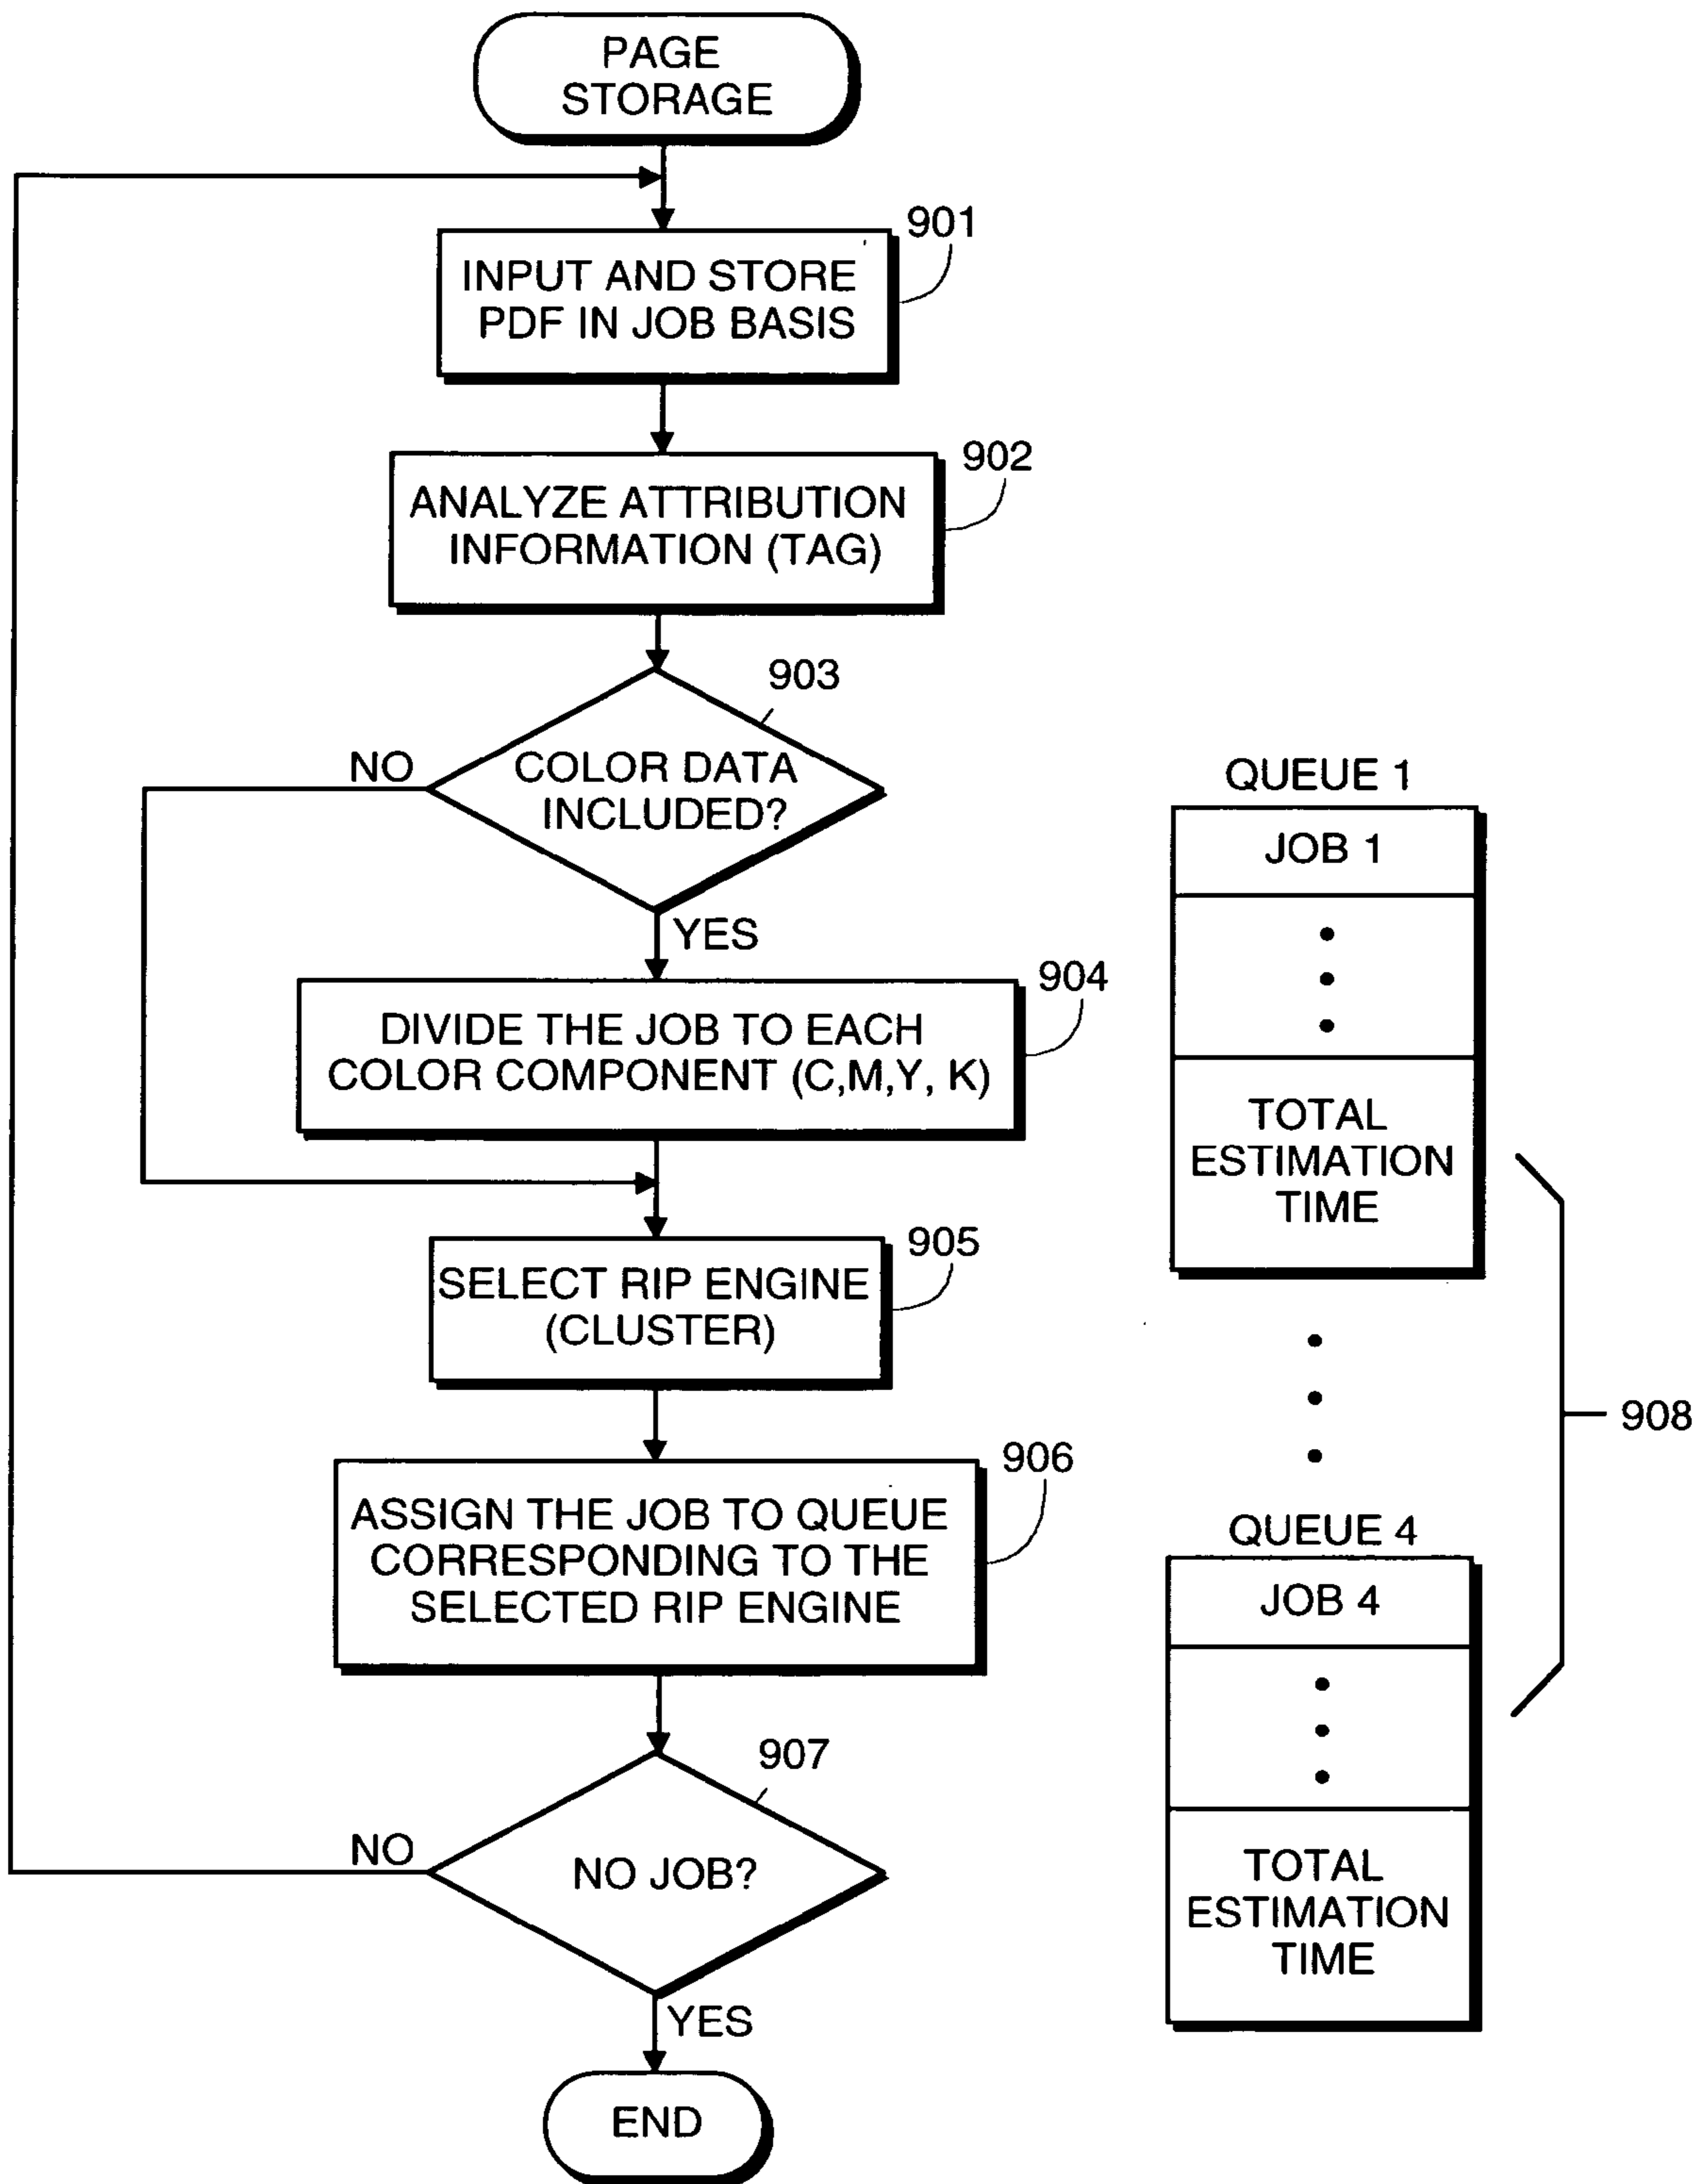 PAGE
STORAGE
901
INPUT AND STORE
PDF IN JOB BASIS
902
ANALYZE ATTRIBUTION
INFORMATION (TAG)
903
NO
COLOR DATA
INCLUDED?
YES
904
DIVIDE THE JOB TO EACH
COLOR COMPONENT (C,M,Y, K)
905
SELECT RIP ENGINE
(CLUSTER)
906
ASSIGN THE JOB TO QUEUE
CORRESPONDING TO THE
SELECTED RIP ENGINE
907
NO
NO JOB?
YES
END
QUEUE 1
JOB 1
TOTAL
ESTIMATION
TIME
908
QUEUE 4
JOB 4
TOTAL
ESTIMATION
TIME